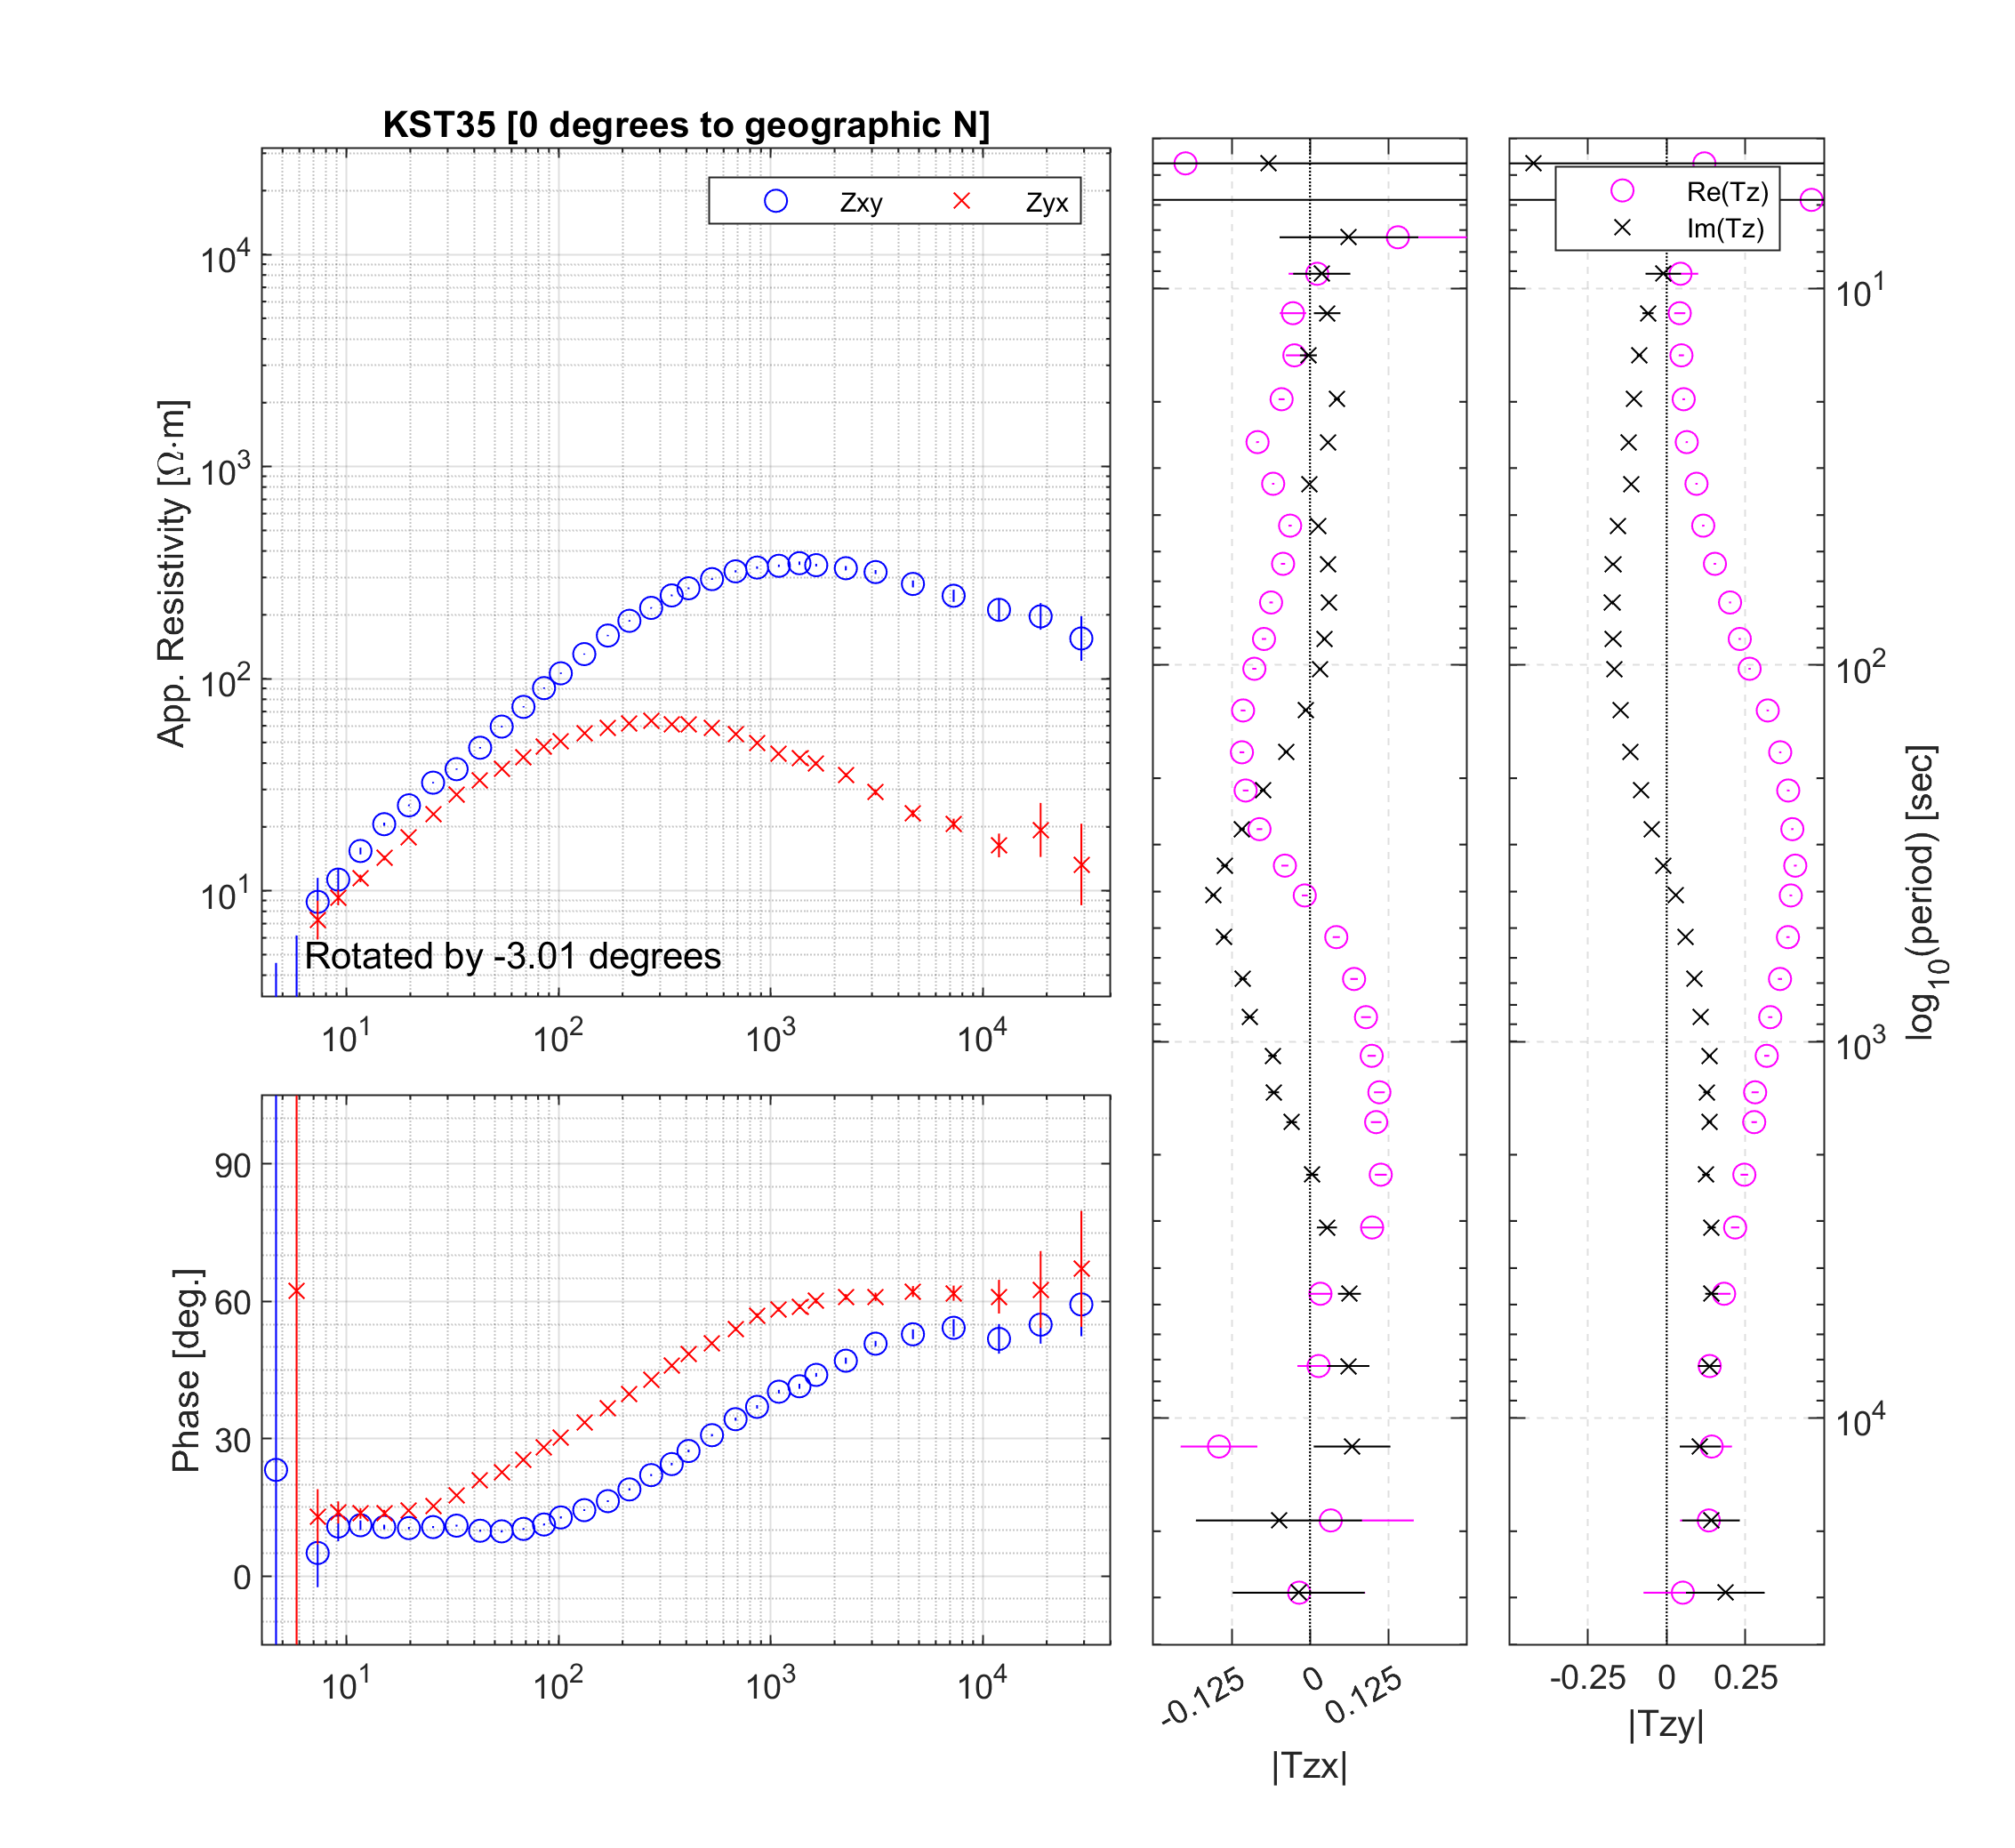 KST35 [0 degrees to geographic N]
Zxy Zyx
App. Resistivity [Ω·m]
10^4
10^3
10^2
10^1
Rotated by -3.01 degrees
10^1 10^2 10^3 10^4
Phase [deg.]
90
60
30
0
10^1 10^2 10^3 10^4
-0.125 0 0.125
|Tzx|
Re(Tz)
Im(Tz)
10^1
10^2
10^3
10^4
log_10(period) [sec]
-0.25 0 0.25
|Tzy|